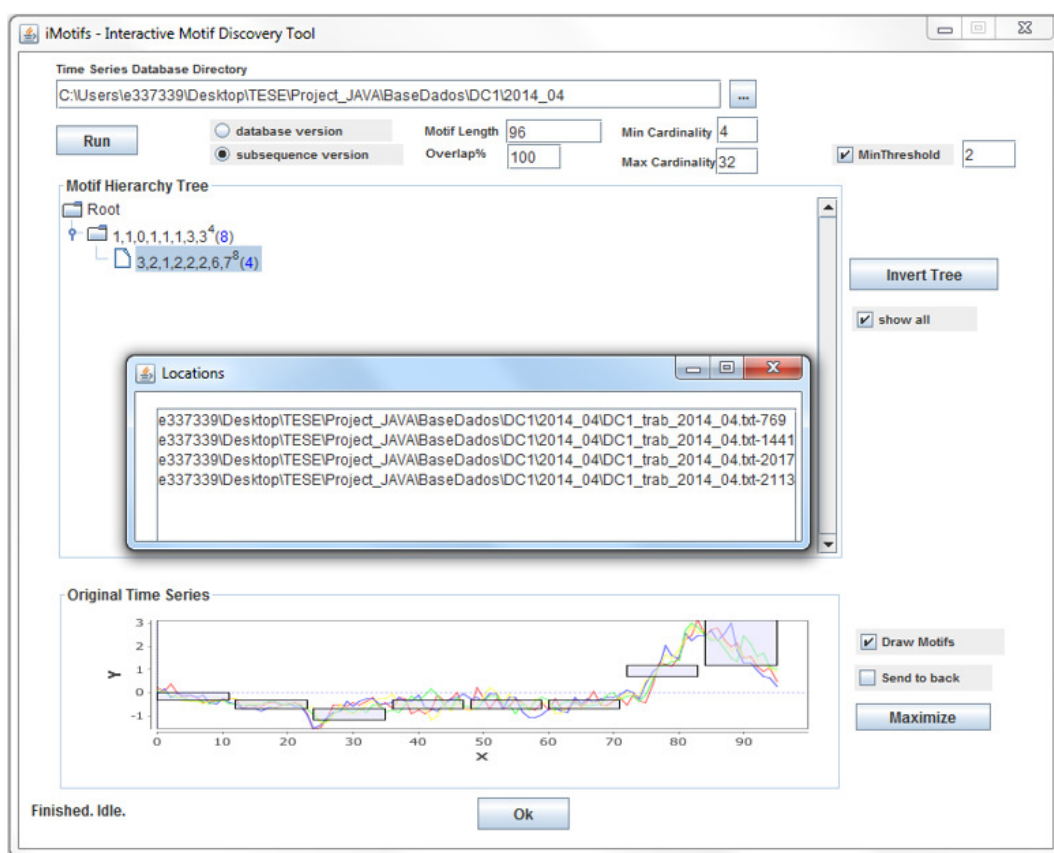 iMotifs - Interactive Motif Discovery Tool
Time Series Database Directory
C:\Users\e337339\Desktop\TESE\Project_JAVA\BaseDados\DC1\2014_04
...
Run
database version
Motif Length 96
Min Cardinality 4
subsequence version
Overlap% 100
Max Cardinality 32
MinThreshold 2
Motif Hierarchy Tree
Root
1,1,0,1,1,1,3,3^4(8)
3,2,1,2,2,2,6,7^8(4)
Invert Tree
show all
Locations
e337339\Desktop\TESE\Project_JAVA\BaseDados\DC1\2014_04\DC1_trab_2014_04.txt-769
e337339\Desktop\TESE\Project_JAVA\BaseDados\DC1\2014_04\DC1_trab_2014_04.txt-1441
e337339\Desktop\TESE\Project_JAVA\BaseDados\DC1\2014_04\DC1_trab_2014_04.txt-2017
e337339\Desktop\TESE\Project_JAVA\BaseDados\DC1\2014_04\DC1_trab_2014_04.txt-2113
Original Time Series
3
2
1
0
-1
Y
0 10 20 30 40 50 60 70 80 90
X
Draw Motifs
Send to back
Maximize
Finished. Idle.
Ok